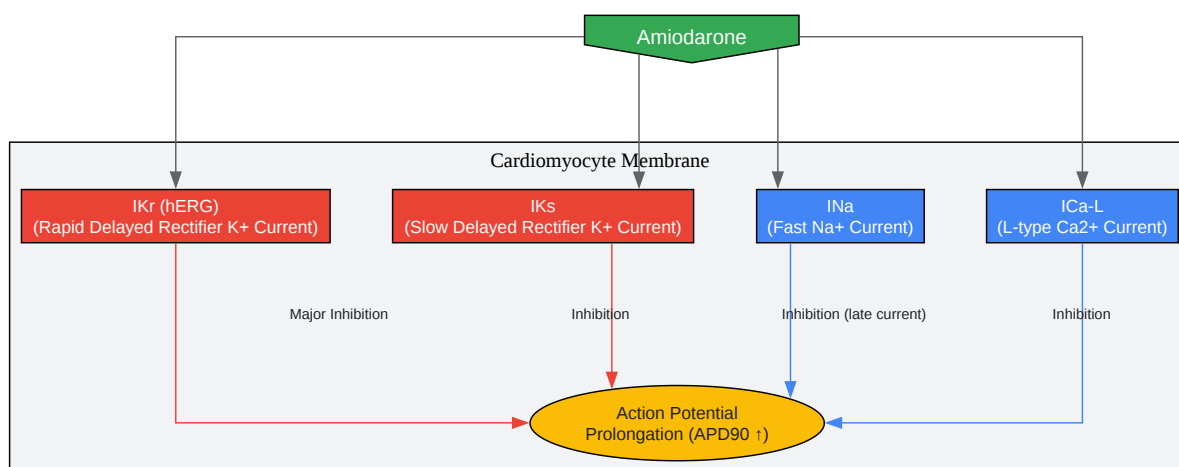 Amiodarone
Cardiomyocyte Membrane
IKr (hERG)
(Rapid Delayed Rectifier K+ Current)
IKs
(Slow Delayed Rectifier K+ Current)
INa
(Fast Na+ Current)
ICa-L
(L-type Ca2+ Current)
Major Inhibition
Inhibition
Inhibition (late current)
Inhibition
Action Potential
Prolongation (APD90 ↑)